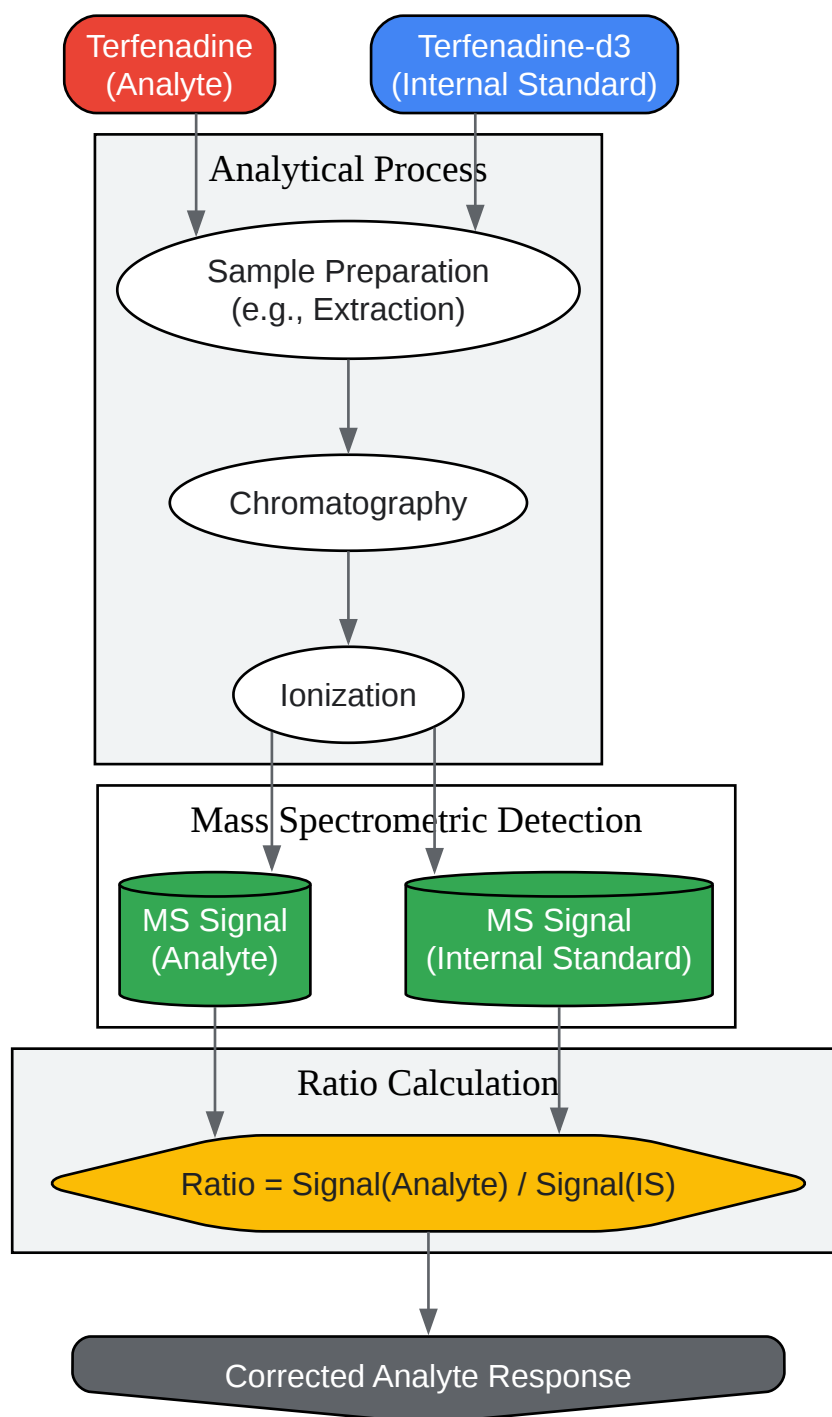 Terfenadine
(Analyte)
Terfenadine-d3
(Internal Standard)
Analytical Process
Sample Preparation
(e.g., Extraction)
Chromatography
Ionization
Mass Spectrometric Detection
MS Signal
(Analyte)
MS Signal
(Internal Standard)
Ratio Calculation
Ratio = Signal(Analyte) / Signal(IS)
Corrected Analyte Response